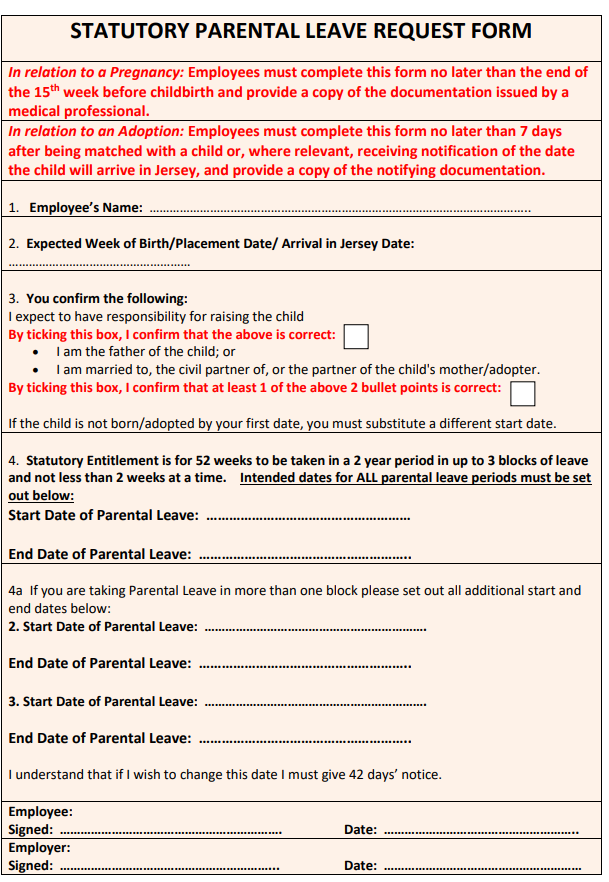 STATUTORY PARENTAL LEAVE REQUEST FORM
In relation to a Pregnancy: Employees must complete this form no later than the end of
the 15th week before childbirth and provide a copy of the documentation issued by a
medical professional.
In relation to an Adoption: Employees must complete this form no later than 7 days
after being matched with a child or, where relevant, receiving notification of the date
the child will arrive in Jersey, and provide a copy of the notifying documentation.
1. Employee's Name: ……………………………………………………………………………………………..
2. Expected Week of Birth/Placement Date/ Arrival in Jersey Date:
……………………………………………
3. You confirm the following:
I expect to have responsibility for raising the child
By ticking this box, I confirm that the above is correct:
• I am the father of the child; or
• I am married to, the civil partner of, or the partner of the child's mother/adopter.
By ticking this box, I confirm that at least 1 of the above 2 bullet points is correct:
If the child is not born/adopted by your first date, you must substitute a different start date.
4. Statutory Entitlement is for 52 weeks to be taken in a 2 year period in up to 3 blocks of leave
and not less than 2 weeks at a time. Intended dates for ALL parental leave periods must be set
out below:
Start Date of Parental Leave: …………………………………………………
End Date of Parental Leave: …………………………………………………..
4a If you are taking Parental Leave in more than one block please set out all additional start and
end dates below:
2. Start Date of Parental Leave: …………………………………………………….
End Date of Parental Leave: …………………………………………………..
3. Start Date of Parental Leave: …………………………………………………….
End Date of Parental Leave: …………………………………………………..
I understand that if I wish to change this date I must give 42 days' notice.
Employee:
Signed: ……………………………………………………. Date: ……………………………………………..
Employer:
Signed: …………………………………………………... Date: ………………………………………………